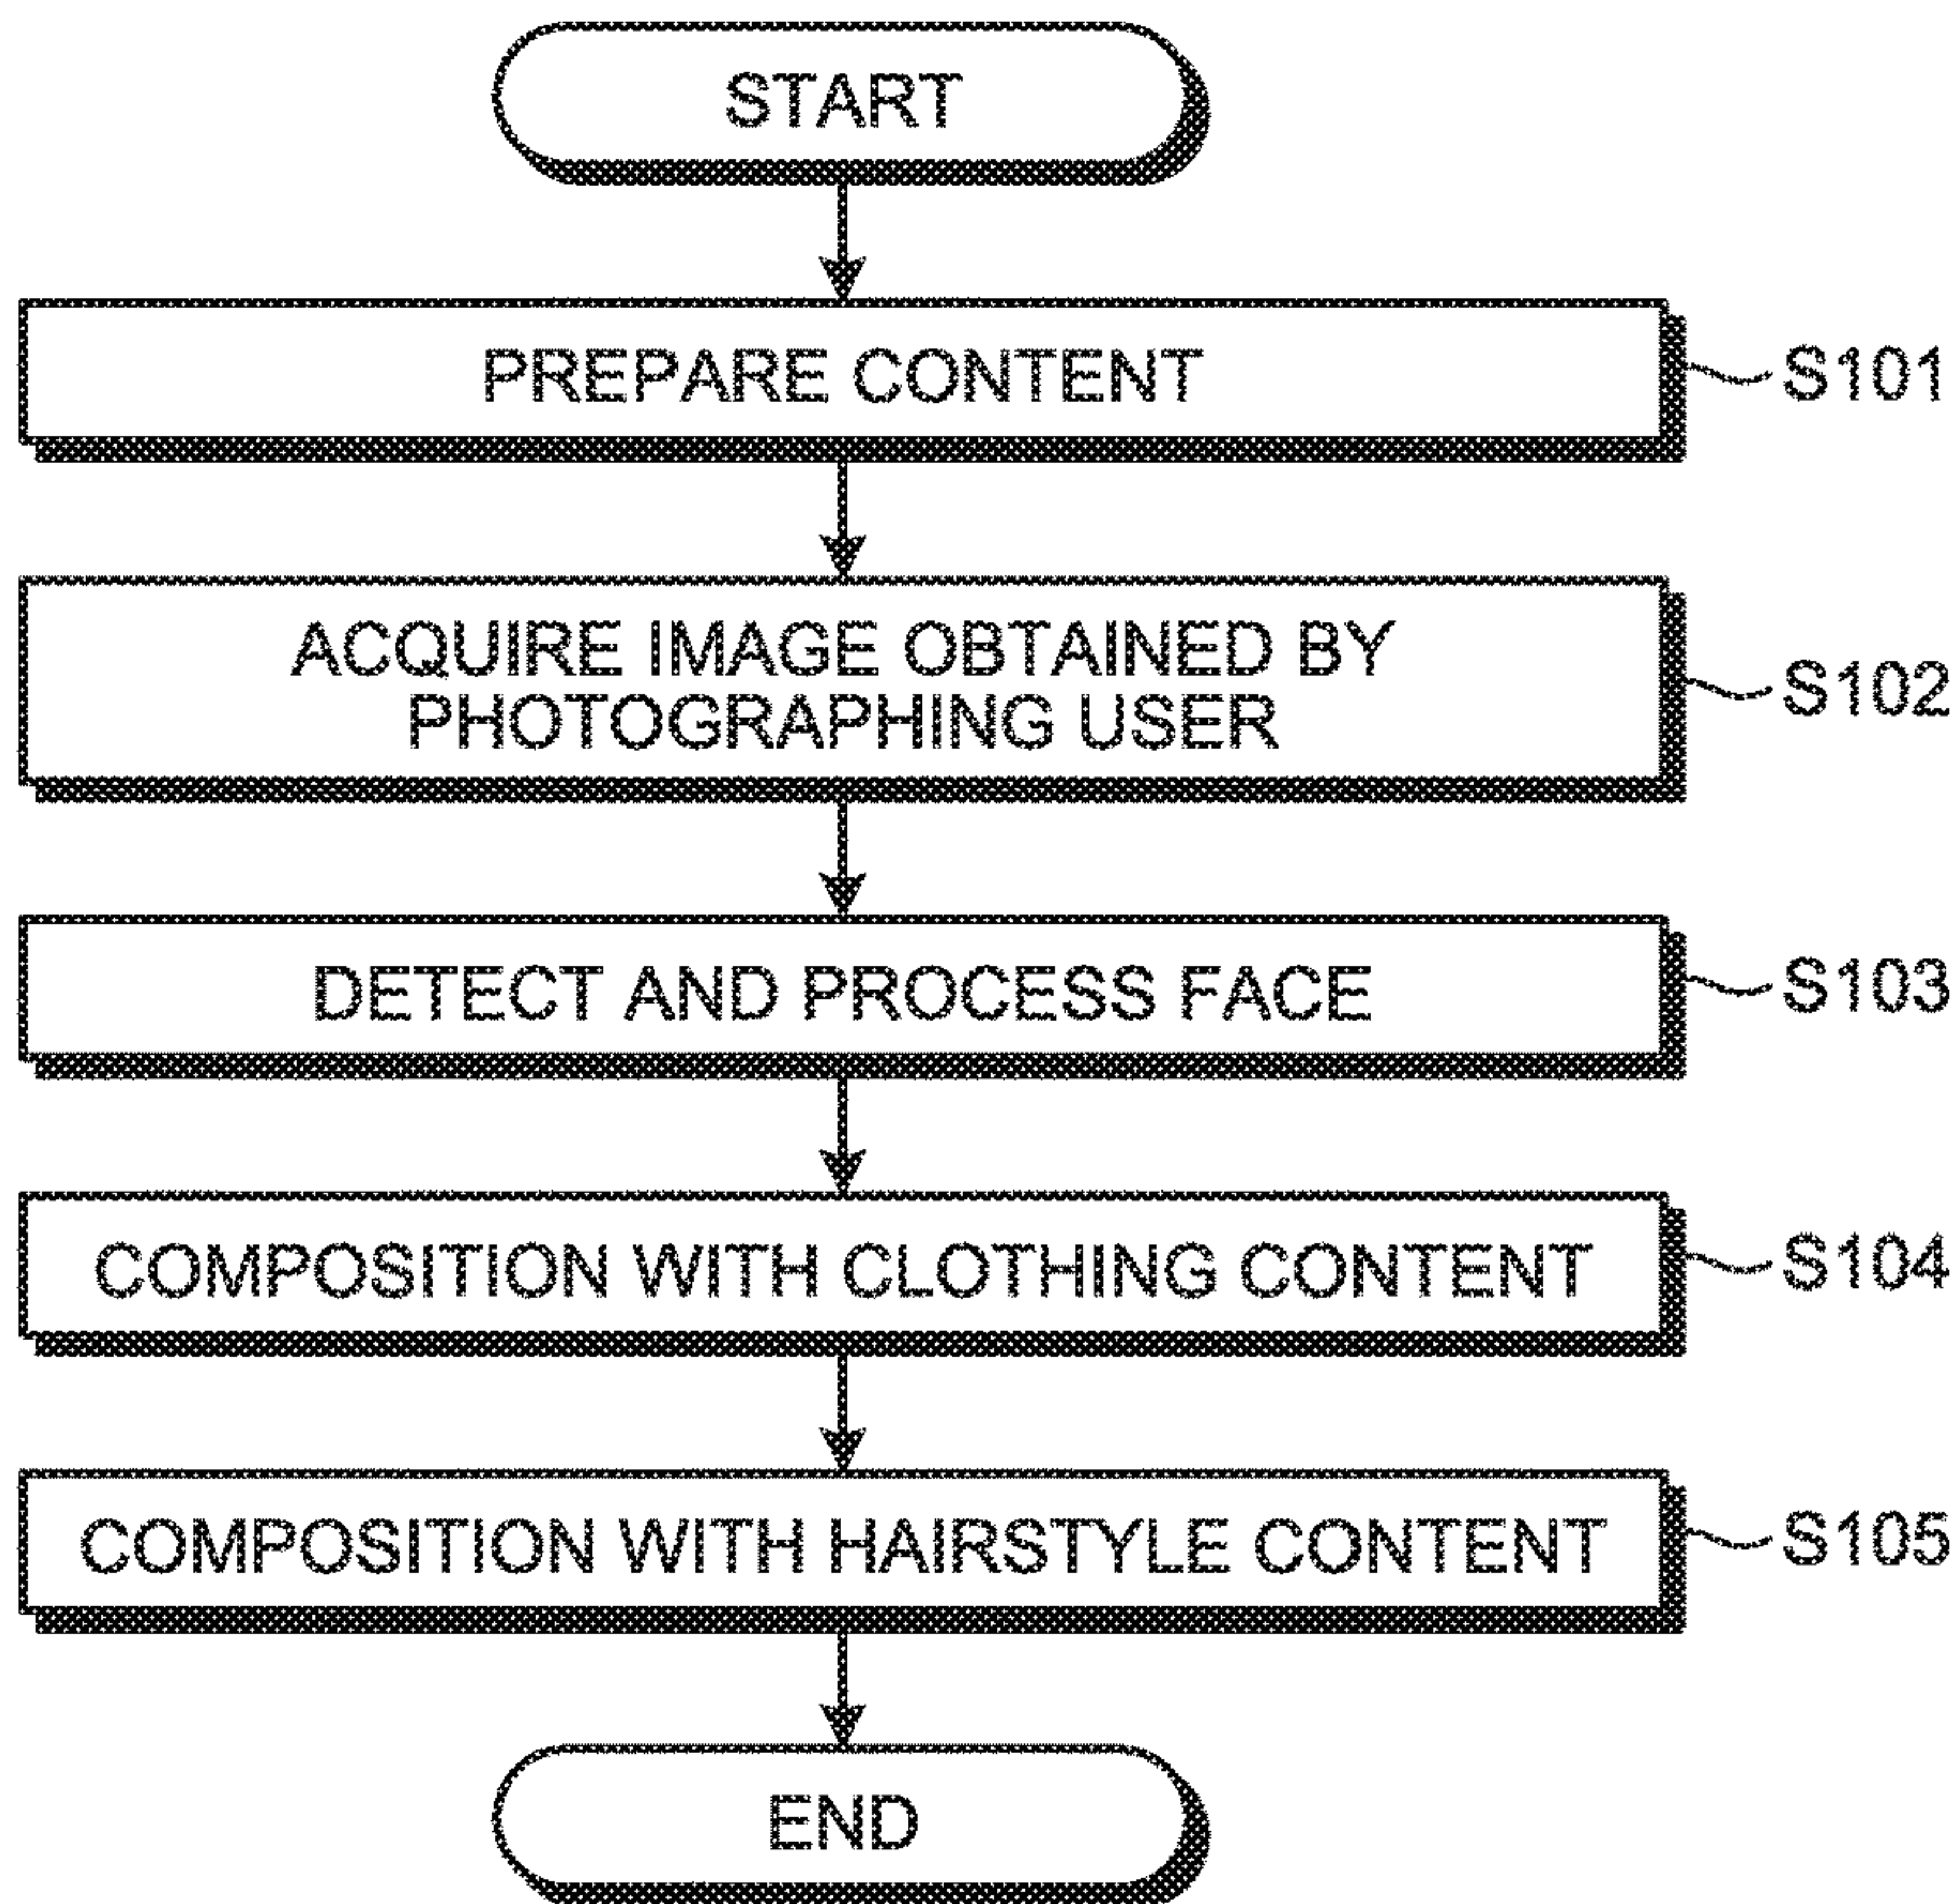 START
PREPARE CONTENT
S101
ACQUIRE IMAGE OBTAINED BY
PHOTOGRAPHING USER
S102
DETECT AND PROCESS FACE
S103
COMPOSITION WITH CLOTHING CONTENT
S104
COMPOSITION WITH HAIRSTYLE CONTENT
S105
END